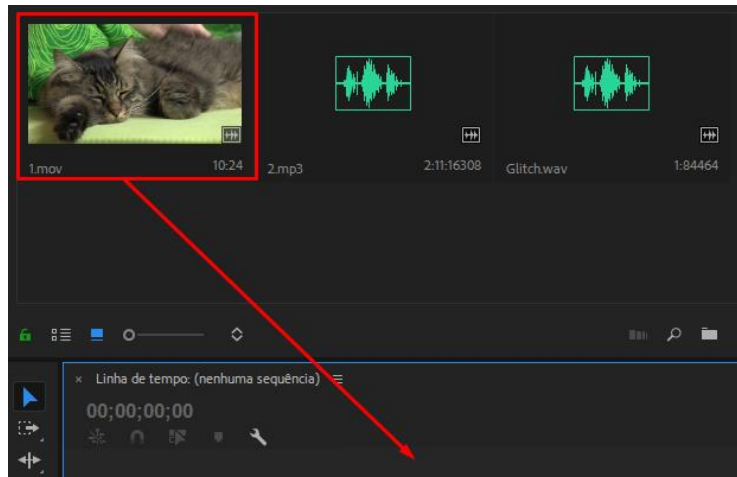 1.mov 10:24 2.mp3 2:11:16308 Glitch.wav 1:84464
× Linha de tempo: (nenhuma sequência)
00;00;00;00